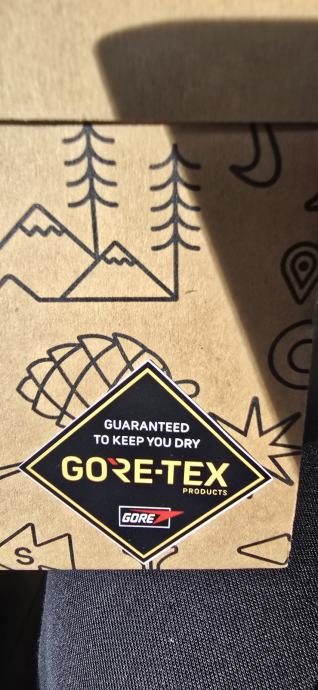 GUARANTEED
TO KEEP YOU DRY
GORE-TEX
PRODUCTS
GORE
S